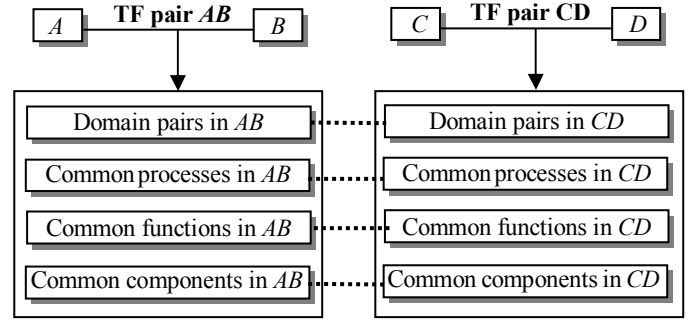 A TF pair AB B
C TF pair CD D
Domain pairs in AB
Common processes in AB
Common functions in AB
Common components in AB
Domain pairs in CD
Common processes in CD
Common functions in CD
Common components in CD